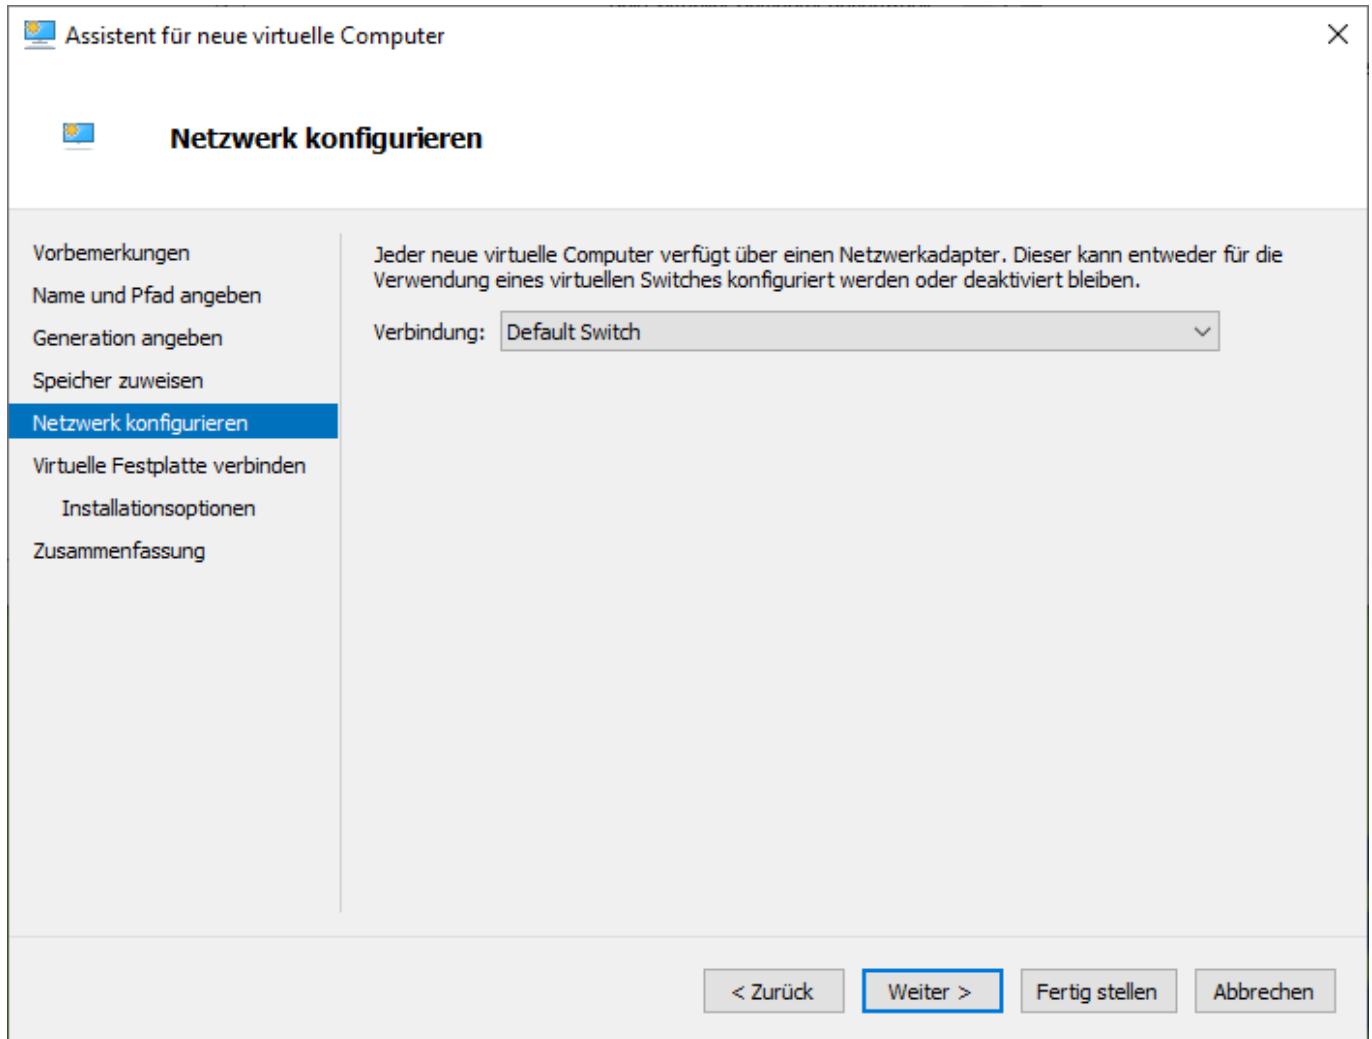 Assistent für neue virtuelle Computer
Netzwerk konfigurieren
Vorbemerkungen
Name und Pfad angeben
Generation angeben
Speicher zuweisen
Netzwerk konfigurieren
Virtuelle Festplatte verbinden
Installationsoptionen
Zusammenfassung
Jeder neue virtuelle Computer verfügt über einen Netzwerkadapter. Dieser kann entweder für die
Verwendung eines virtuellen Switches konfiguriert werden oder deaktiviert bleiben.
Verbindung: Default Switch
< Zurück Weiter > Fertig stellen Abbrechen